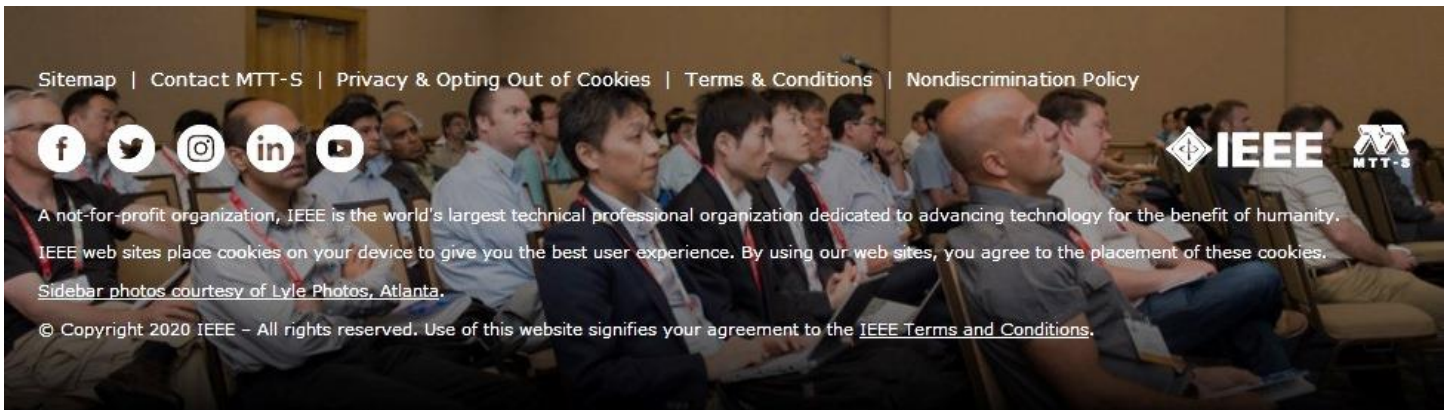 Sitemap | Contact MTT-S | Privacy & Opting Out of Cookies | Terms & Conditions | Nondiscrimination Policy
f in IEEE MTT-S
A not-for-profit organization, IEEE is the world's largest technical professional organization dedicated to advancing technology for the benefit of humanity.
IEEE web sites place cookies on your device to give you the best user experience. By using our web sites, you agree to the placement of these cookies.
Sidebar photos courtesy of Lyle Photos, Atlanta.
© Copyright 2020 IEEE – All rights reserved. Use of this website signifies your agreement to the IEEE Terms and Conditions.